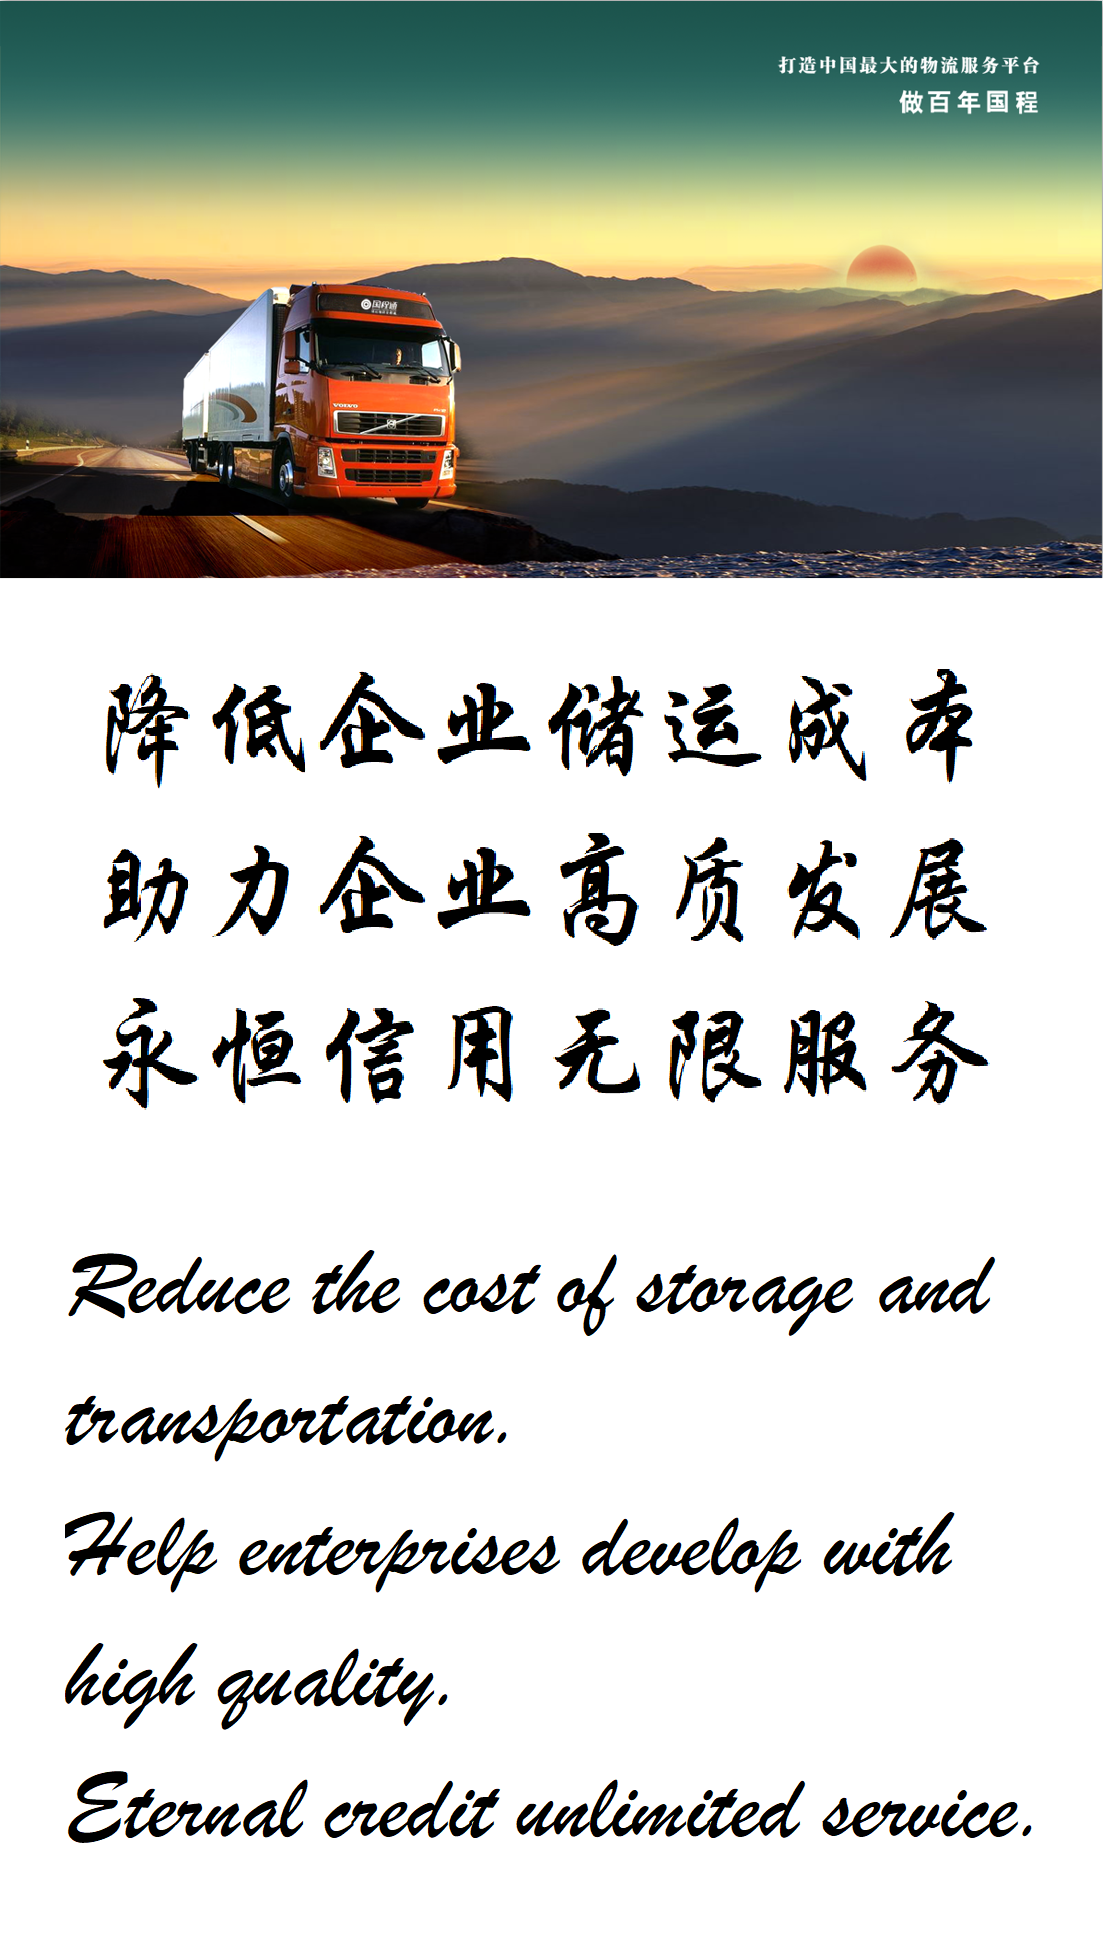 打造中国最大的物流服务平台
做百年国程
国程通
VOLVO
降低企业储运成本
助力企业高质发展
永恒信用无限服务
Reduce the cost of storage and
transportation.
Help enterprises develop with
high quality.
Eternal credit unlimited service.